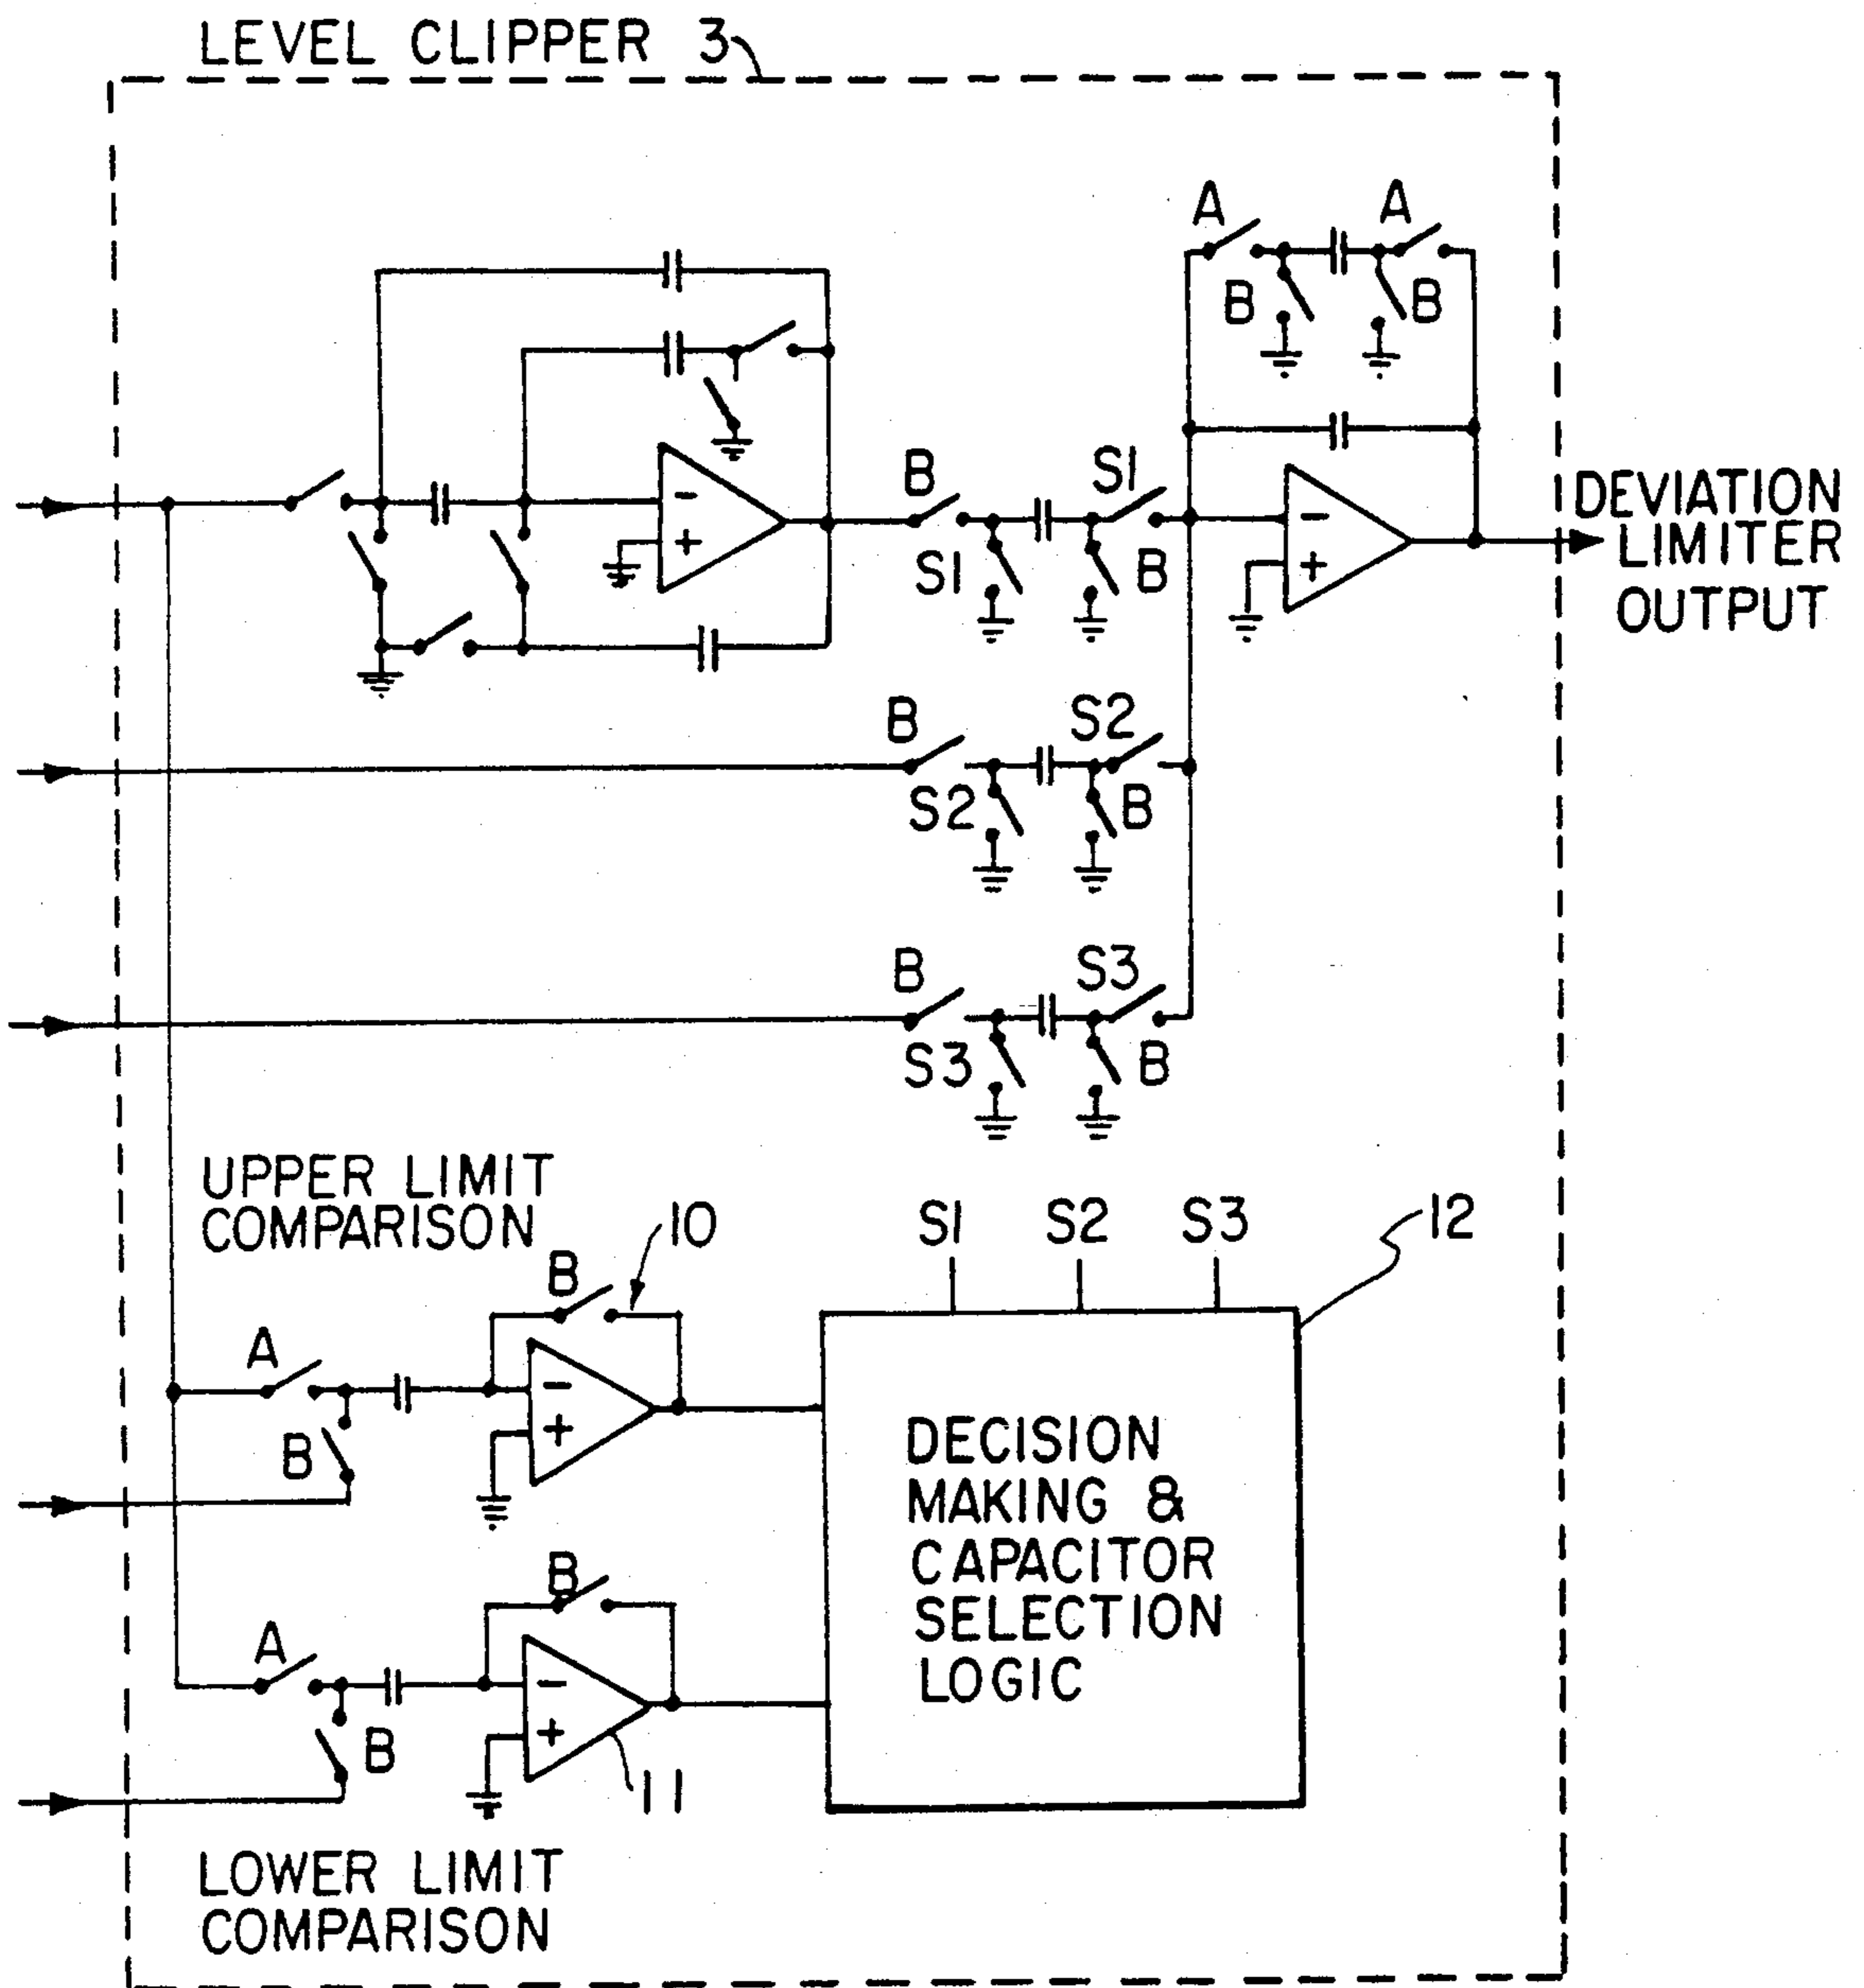 LEVEL CLIPPER 3
A A
B B
B S1
S1 B
- +
- +
DEVIATION
LIMITER
OUTPUT
B S2
S2 B
B S3
S3 B
UPPER LIMIT
COMPARISON
10
S1 S2 S3
12
B
A
B
- +
DECISION
MAKING &
CAPACITOR
SELECTION
LOGIC
B
A
B
- +
11
LOWER LIMIT
COMPARISON